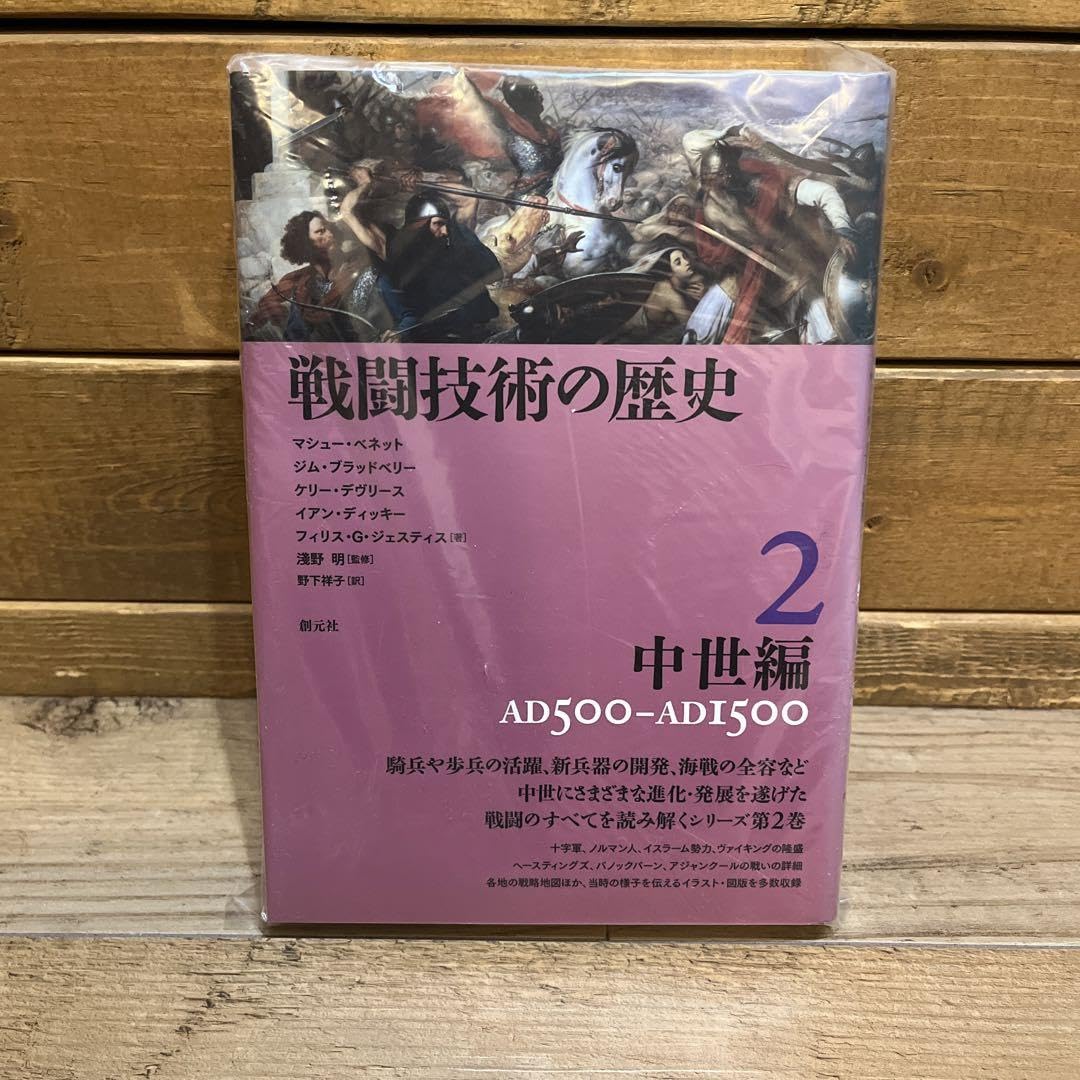 戦闘技術の歴史
マシュー・ベネット
ジム・ブラッドベリー
ケリー・デヴリース
イアン・ディッキー
フィリス・G・ジェスティス[著]
淺野 明[監修]
野下祥子[訳]
創元社
2
中世編
AD500–AD1500
騎兵や歩兵の活躍、新兵器の開発、海戦の全容など
中世にさまざまな進化・発展を遂げた
戦闘のすべてを読み解くシリーズ第2巻
十字軍、ノルマン人、イスラーム勢力、ヴァイキングの隆盛
ヘースティングズ、バノックバーン、アジャンクールの戦いの詳細
各地の戦略地図ほか、当時の様子を伝えるイラスト・図版を多数収録